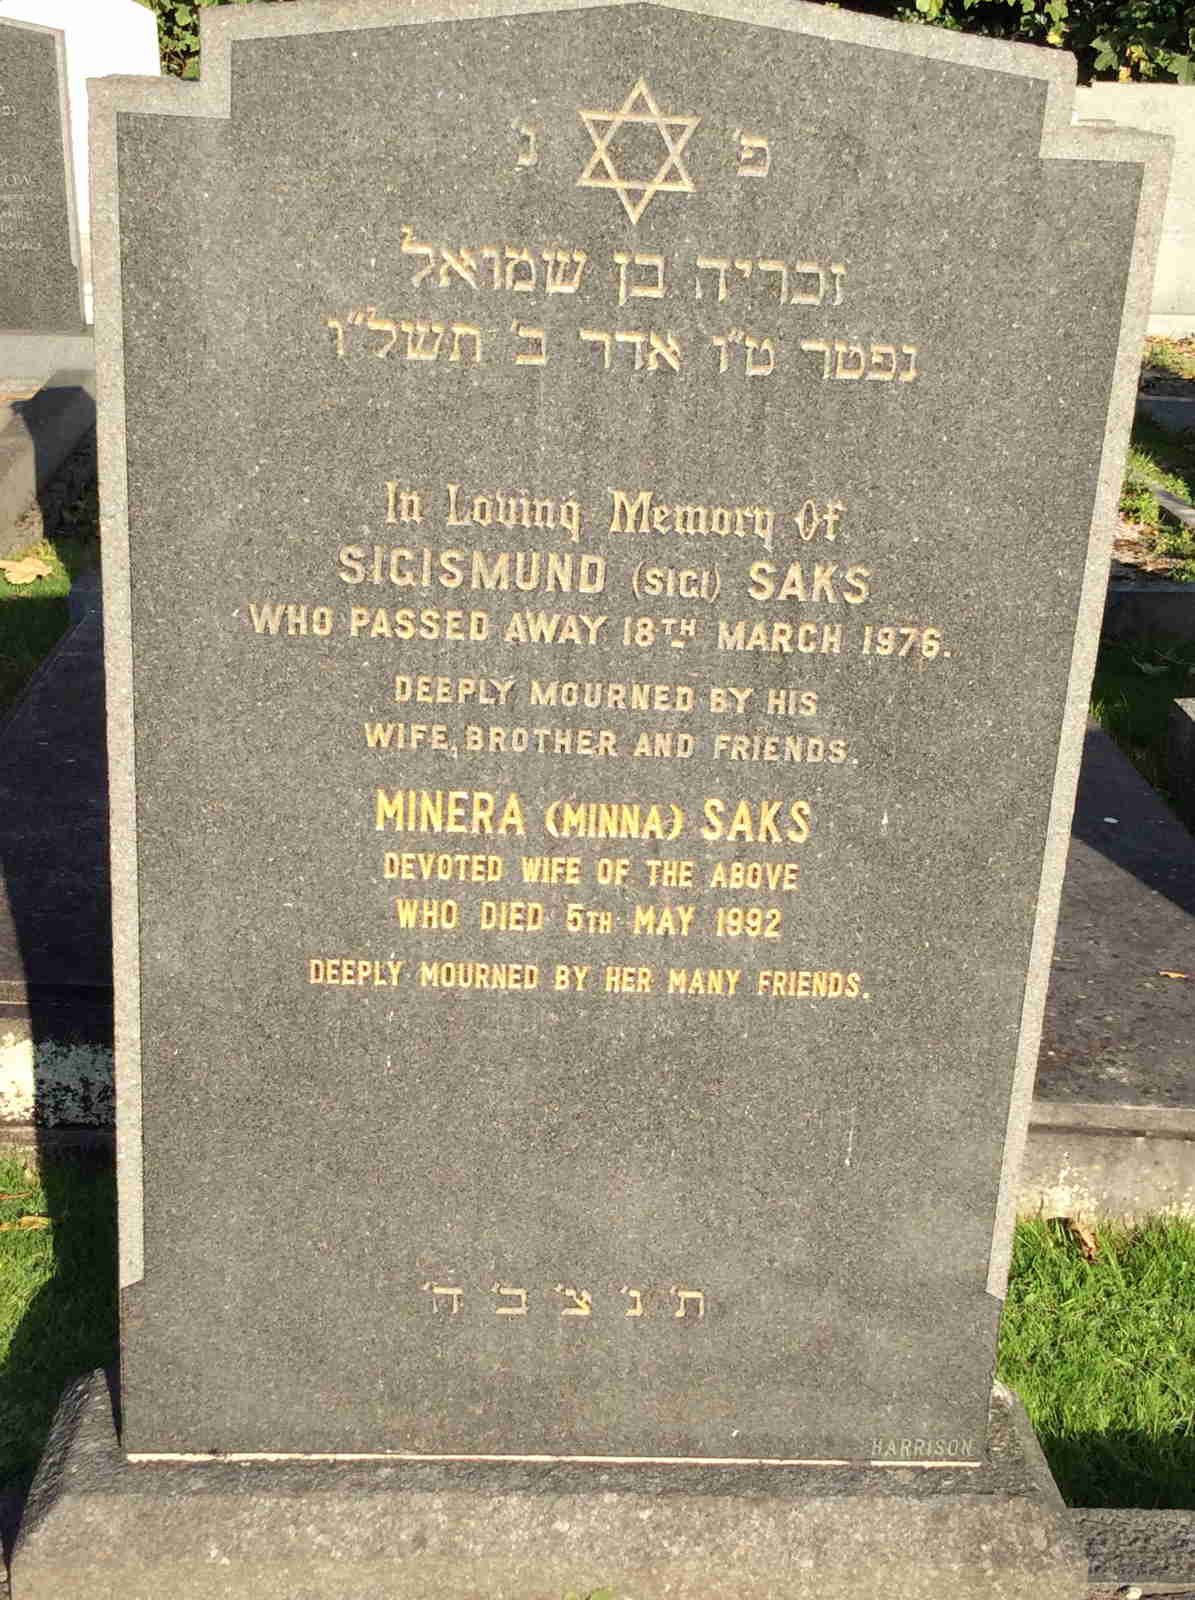 פ׳ נ׳
זכריה בן שמואל
נפטר ט״ו אדר ב׳ תשל״ו
In Loving Memory Of
SIGISMUND (SIGI) SAKS
WHO PASSED AWAY 18TH MARCH 1976.
DEEPLY MOURNED BY HIS
WIFE, BROTHER AND FRIENDS.
MINERA (MINNA) SAKS
DEVOTED WIFE OF THE ABOVE
WHO DIED 5TH MAY 1992
DEEPLY MOURNED BY HER MANY FRIENDS.
ת׳ נ׳ צ׳ ב׳ ה׳
HARRISON